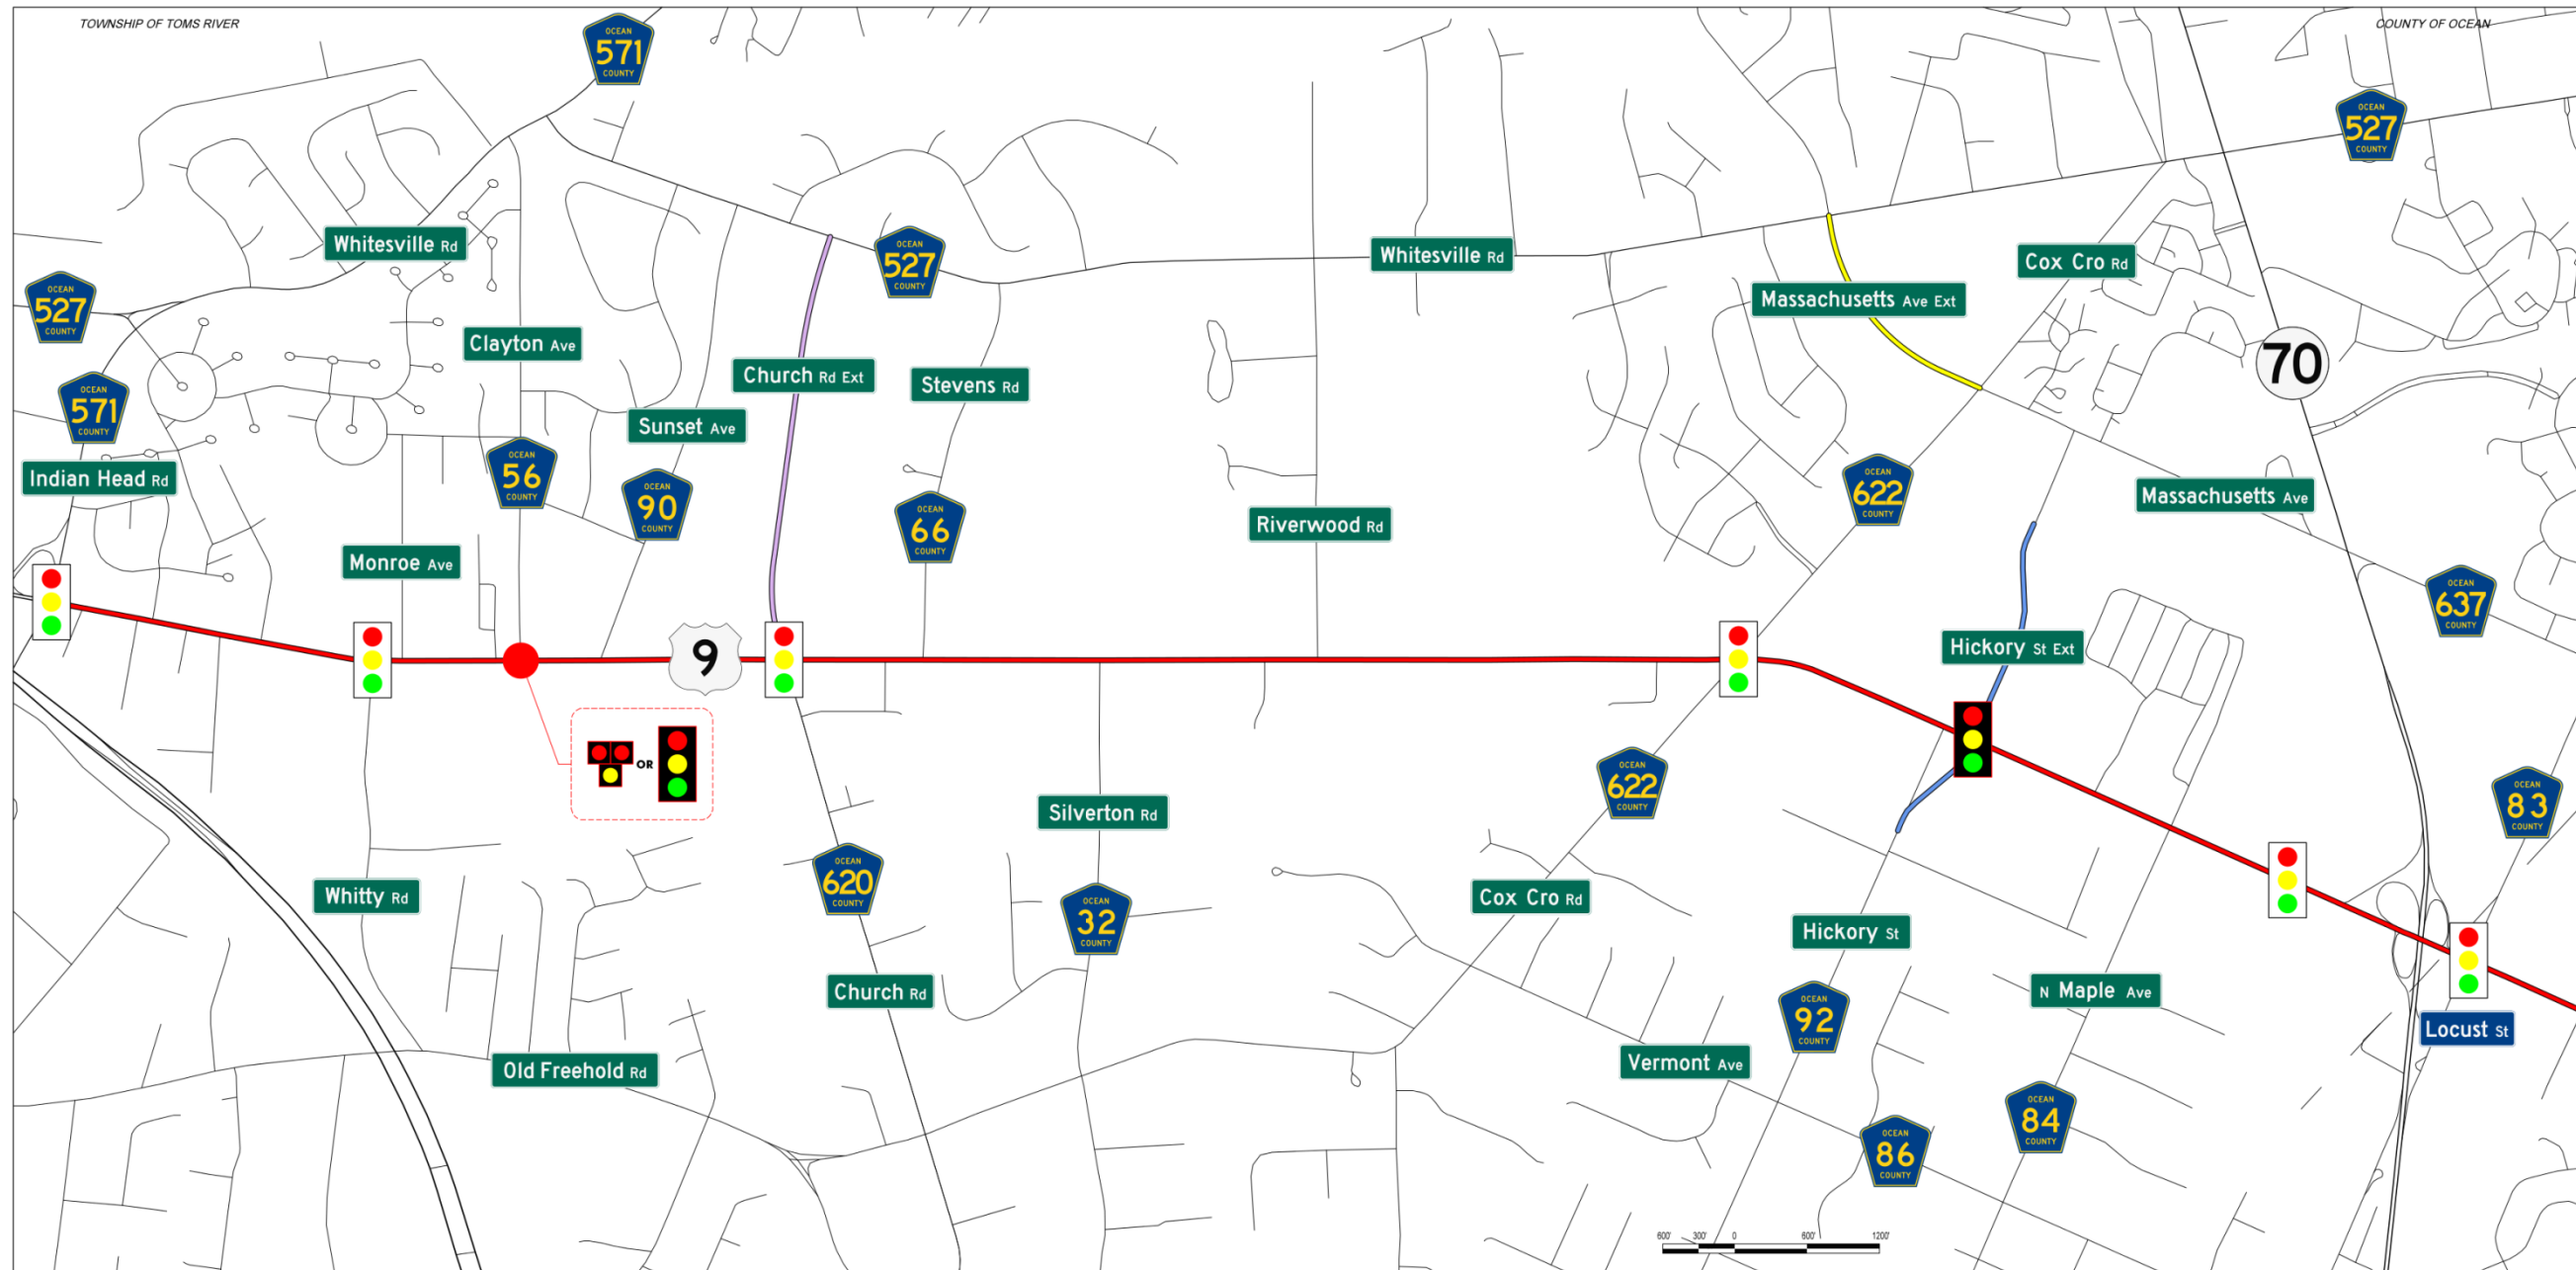 TOWNSHIP OF TOMS RIVER
COUNTY OF OCEAN
OCEAN
571
COUNTY
OCEAN
527
COUNTY
Whitesville Rd
OCEAN
527
COUNTY
Whitesville Rd
Cox Cro Rd
OCEAN
527
COUNTY
Massachusetts Ave Ext
Clayton Ave
70
Church Rd Ext
Stevens Rd
OCEAN
571
COUNTY
Sunset Ave
Indian Head Rd
OCEAN
56
COUNTY
OCEAN
90
COUNTY
OCEAN
66
COUNTY
Riverwood Rd
OCEAN
622
COUNTY
Massachusetts Ave
Monroe Ave
OCEAN
637
COUNTY
9
Hickory St Ext
OR
OCEAN
622
COUNTY
Silverton Rd
OCEAN
83
COUNTY
Whitty Rd
OCEAN
620
COUNTY
OCEAN
32
COUNTY
Cox Cro Rd
Hickory St
Church Rd
N Maple Ave
OCEAN
92
COUNTY
Locust St
Old Freehold Rd
Vermont Ave
OCEAN
84
COUNTY
OCEAN
86
COUNTY
600' 300' 0 600' 1200'